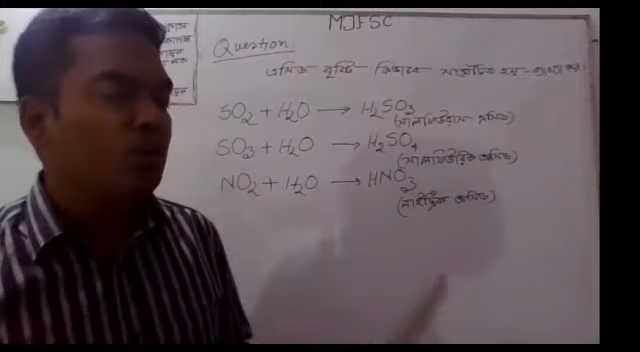 MJFSC
Question
এসিড বৃষ্টি কিভাবে সংঘটিত হয়-ব্যাখ্যা কর।
SO₂ + H₂O → H₂SO₃
(সালফিউরাস এসিড)
SO₃ + H₂O → H₂SO₄
(সালফিউরিক এসিড)
NO₂ + H₂O → HNO₃
(নাইট্রিক এসিড)